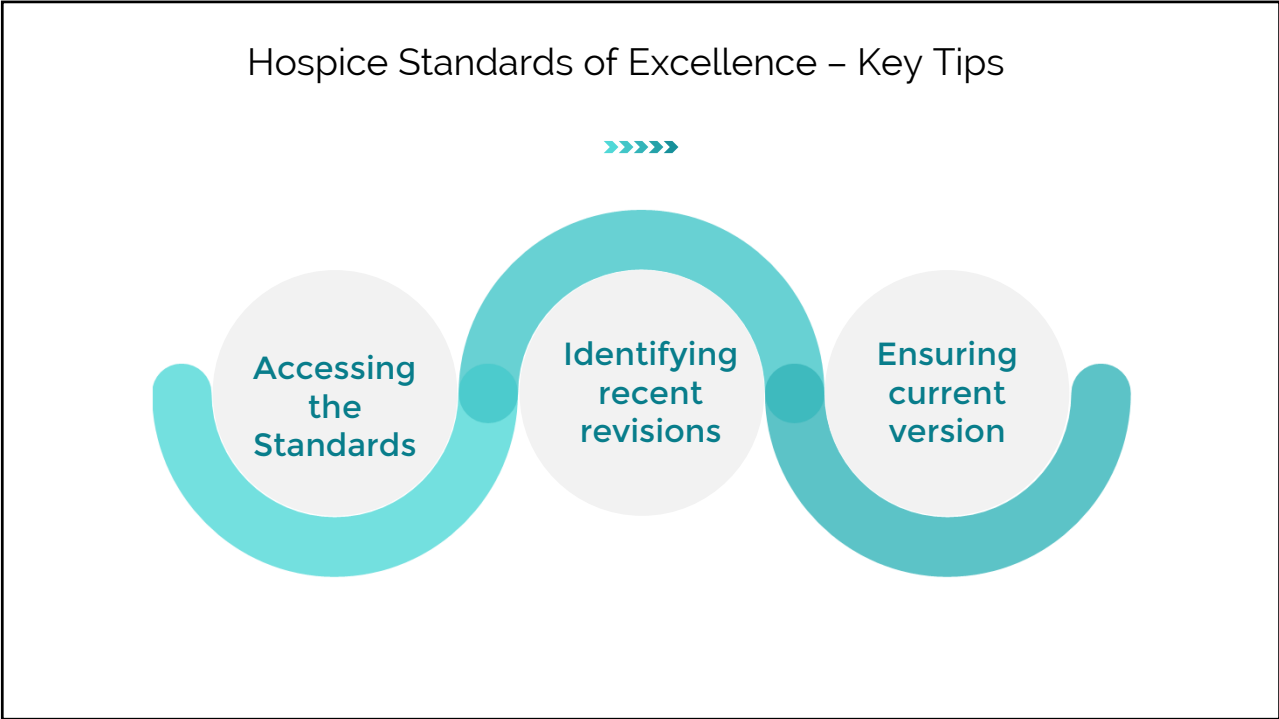 Hospice Standards of Excellence – Key Tips
Accessing
the
Standards
Identifying
recent
revisions
Ensuring
current
version